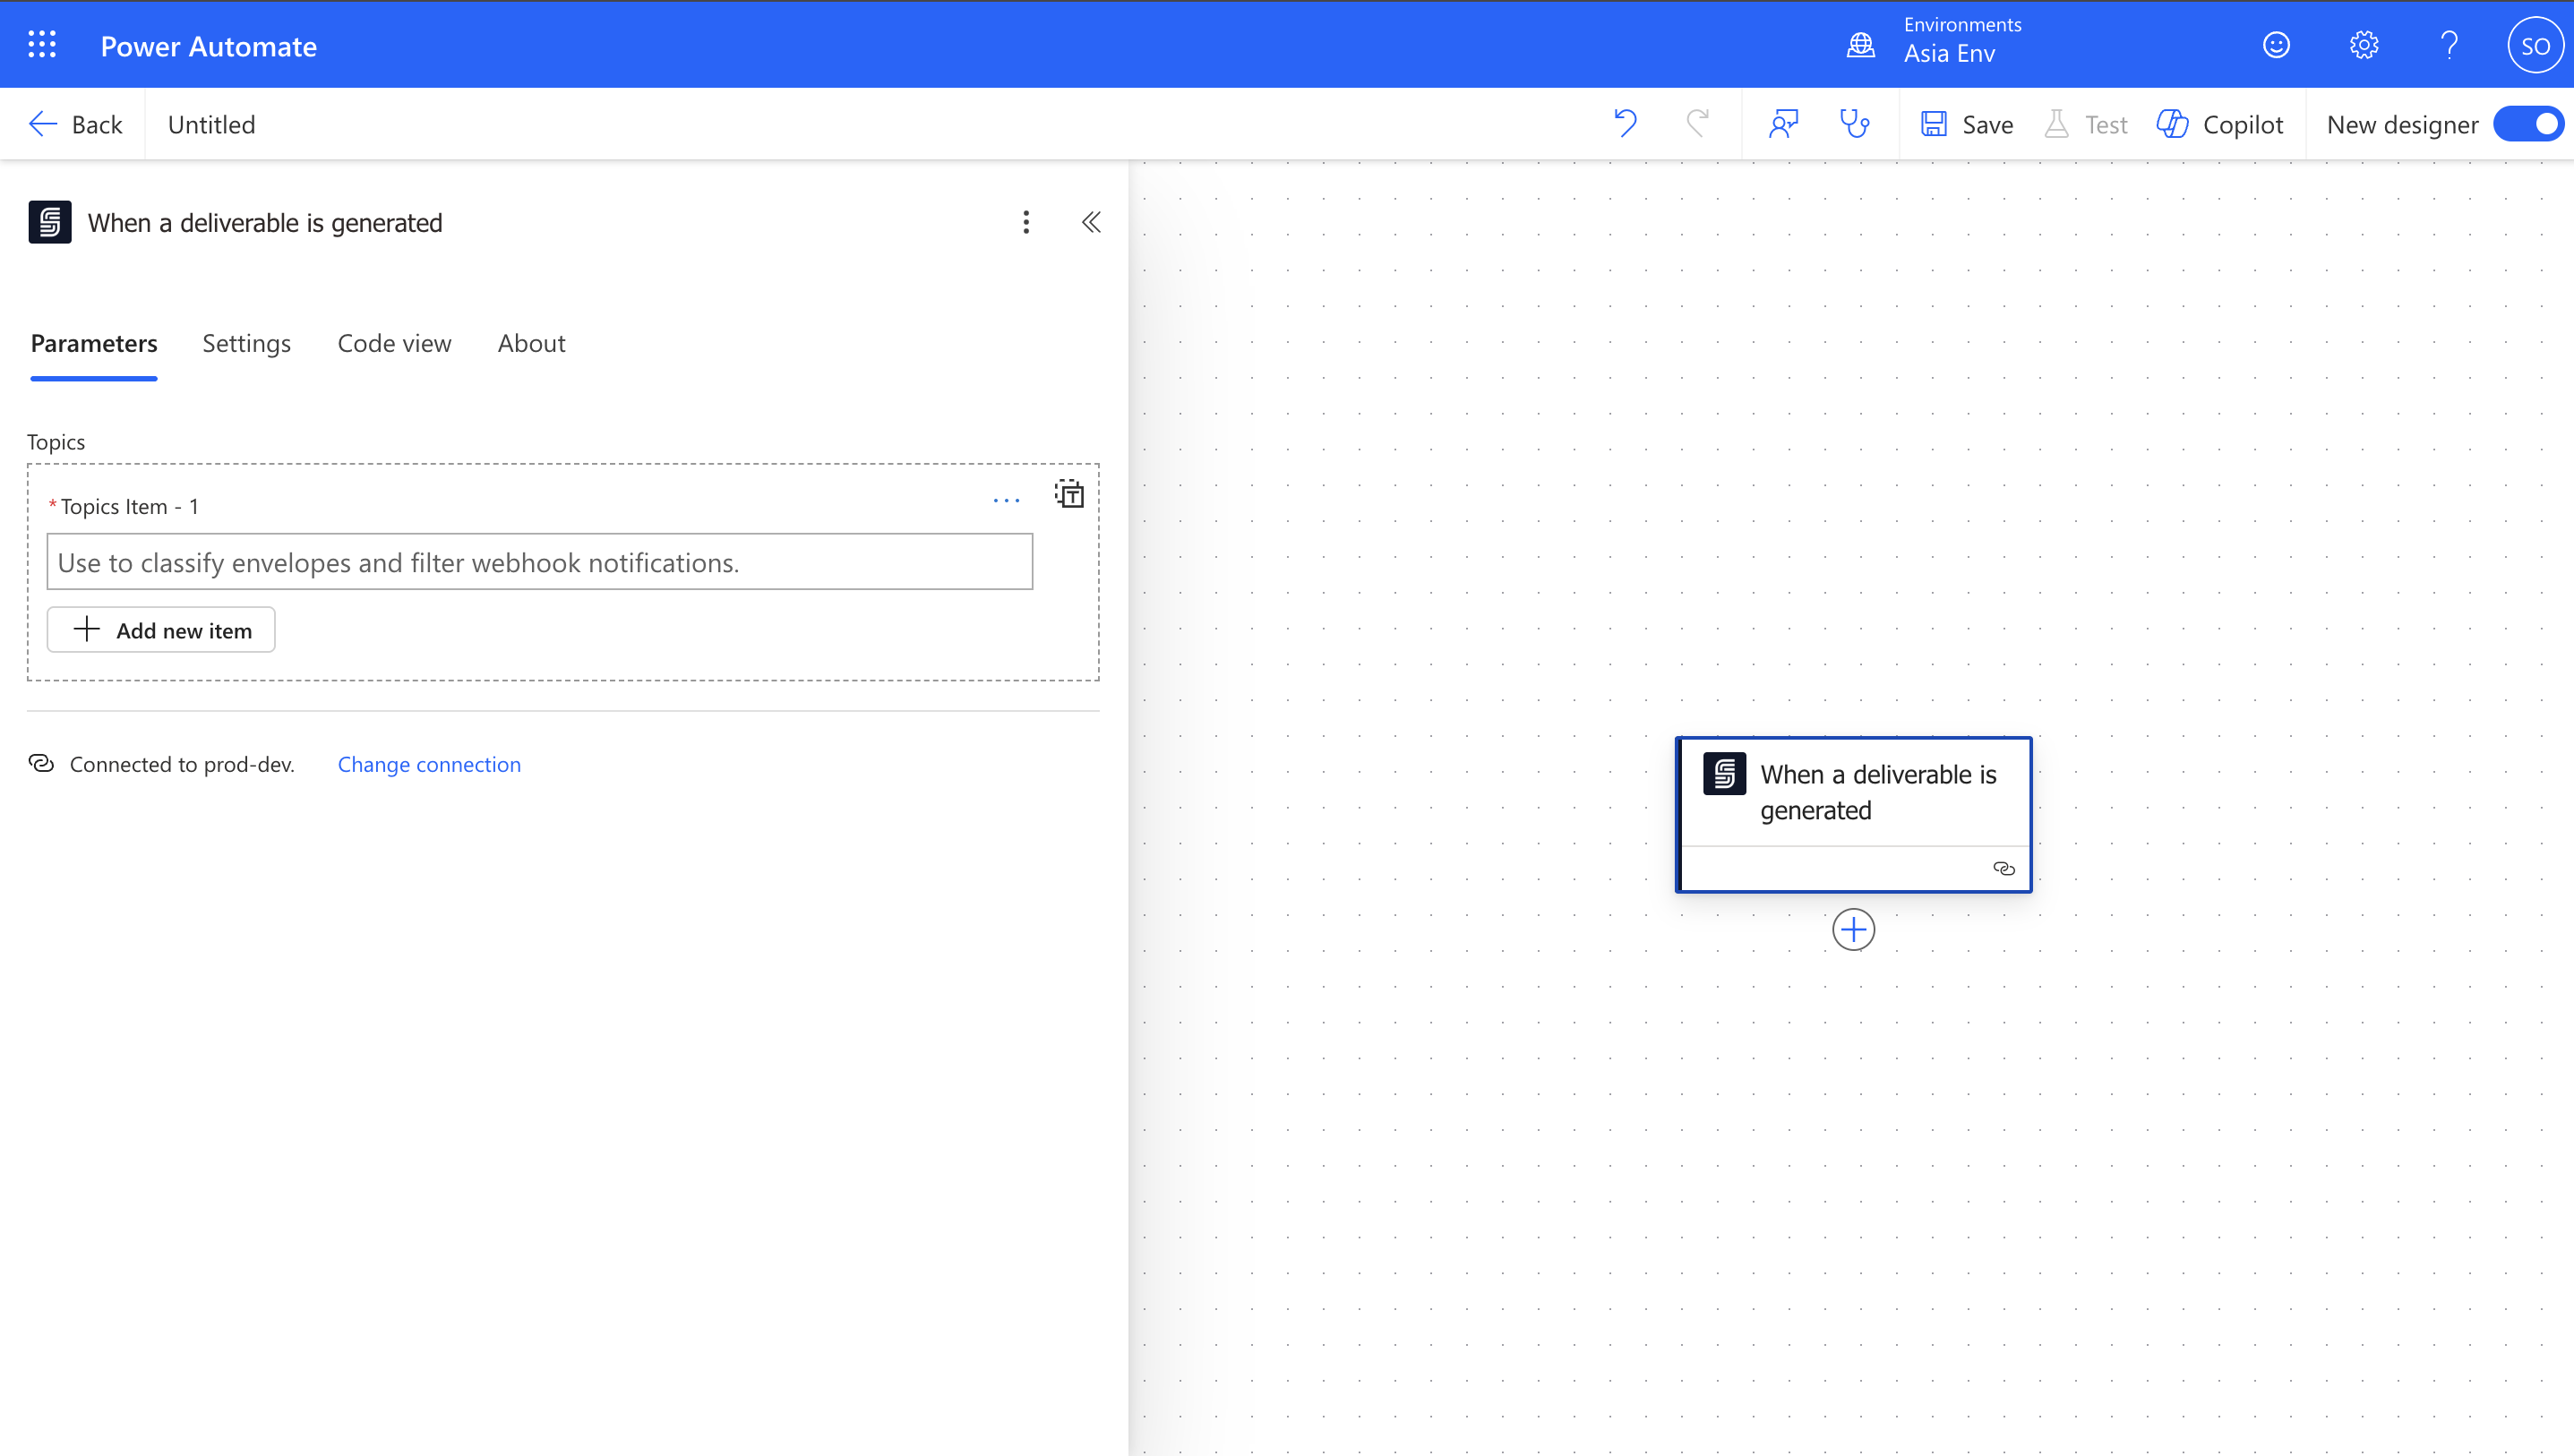 Power Automate
Environments
Asia Env
SO
Back
Untitled
Save
Test
Copilot
New designer
When a deliverable is generated
Parameters
Settings
Code view
About
Topics
*Topics Item - 1
Use to classify envelopes and filter webhook notifications.
Add new item
Connected to prod-dev.
Change connection
When a deliverable is
generated